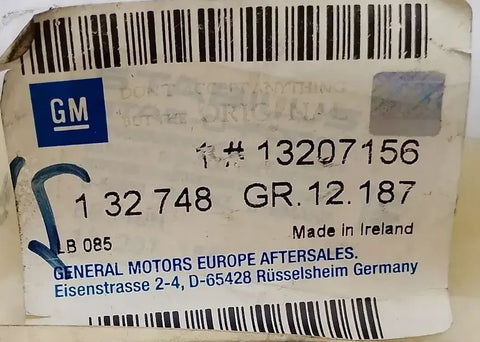 DON'T ACCEPT ANYTHING
BUT THE ORIGINAL
GM
1 # 13207156
1 32 748 GR.12.187
LB 085 Made in Ireland
GENERAL MOTORS EUROPE AFTERSALES.
Eisenstrasse 2-4, D-65428 Rüsselsheim Germany